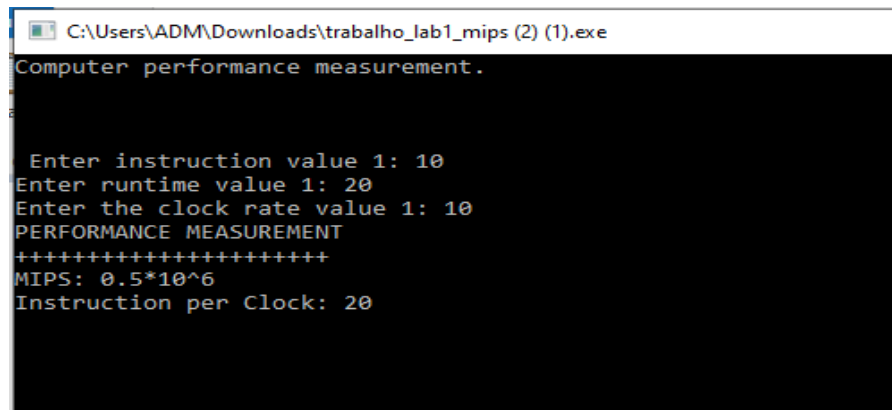 C:\Users\ADM\Downloads\trabalho_lab1_mips (2) (1).exe
Computer performance measurement.
Enter instruction value 1: 10
Enter runtime value 1: 20
Enter the clock rate value 1: 10
PERFORMANCE MEASUREMENT
++++++++++++++++++++++
MIPS: 0.5*10^6
Instruction per Clock: 20